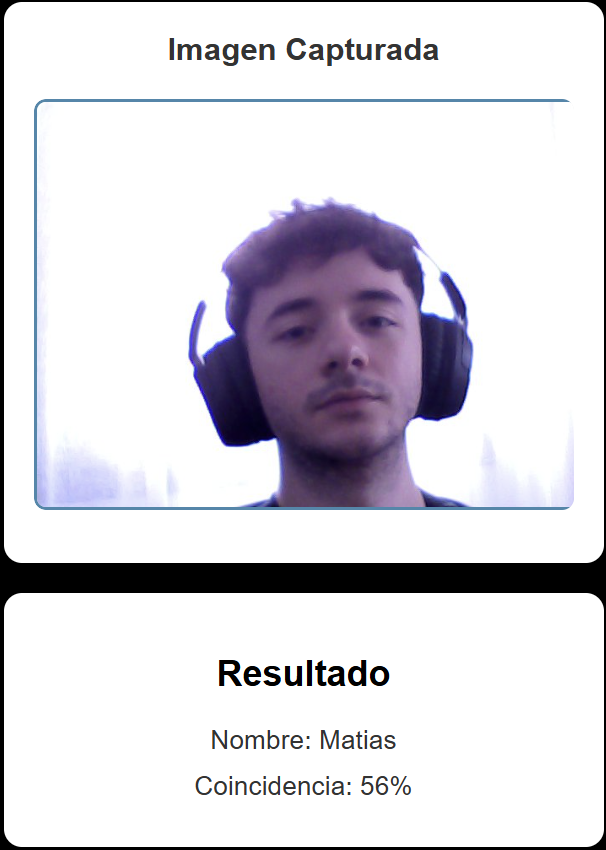 Imagen Capturada
Resultado
Nombre: Matias
Coincidencia: 56%